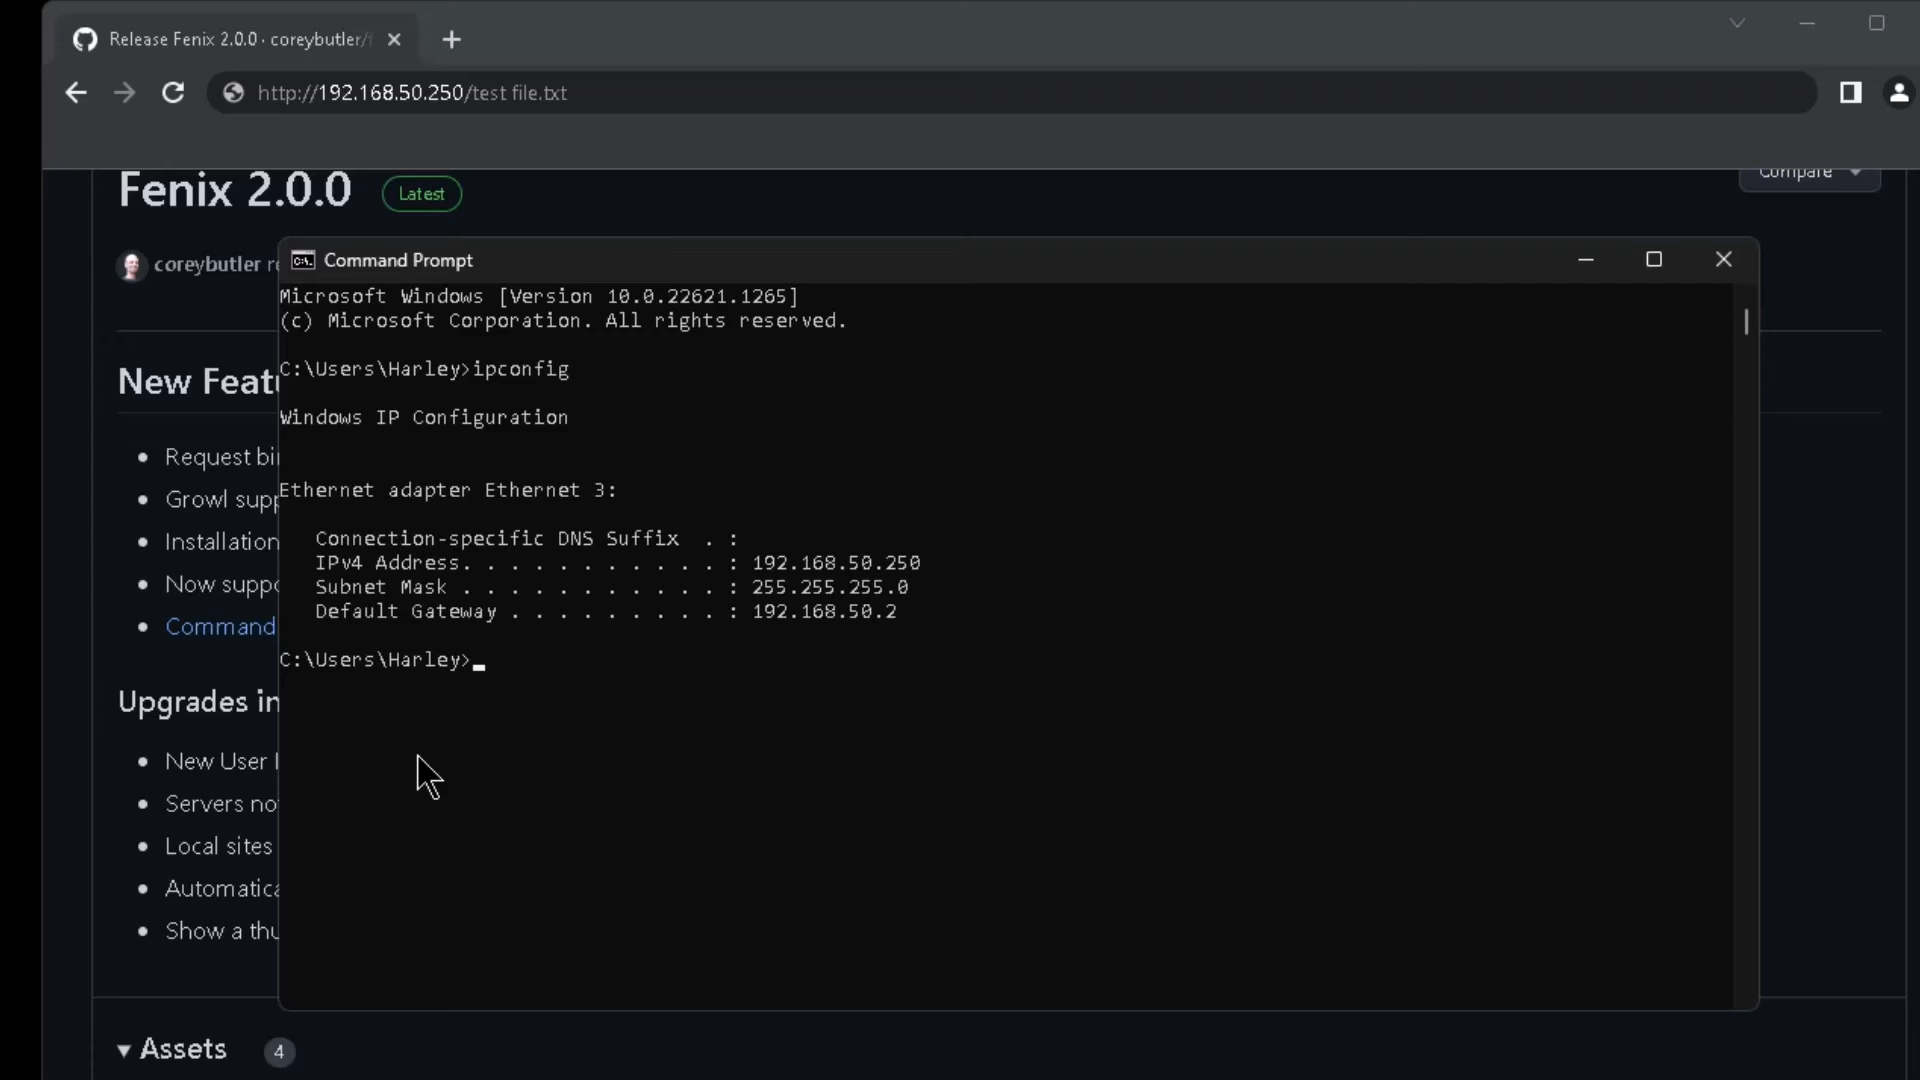 Release Fenix 2.0.0 · coreybutler/f
http://192.168.50.250/test file.txt
Fenix 2.0.0
Latest
Compare
coreybutler re
Command Prompt
Microsoft Windows [Version 10.0.22621.1265]
(c) Microsoft Corporation. All rights reserved.
C:\Users\Harley>ipconfig
Windows IP Configuration
Ethernet adapter Ethernet 3:
Connection-specific DNS Suffix  . :
IPv4 Address. . . . . . . . . . . : 192.168.50.250
Subnet Mask . . . . . . . . . . . : 255.255.255.0
Default Gateway . . . . . . . . . : 192.168.50.2
C:\Users\Harley>
New Featu
Request bi
Growl supp
Installation
Now suppo
Command
Upgrades in
New User
Servers no
Local sites
Automatica
Show a thu
Assets 4